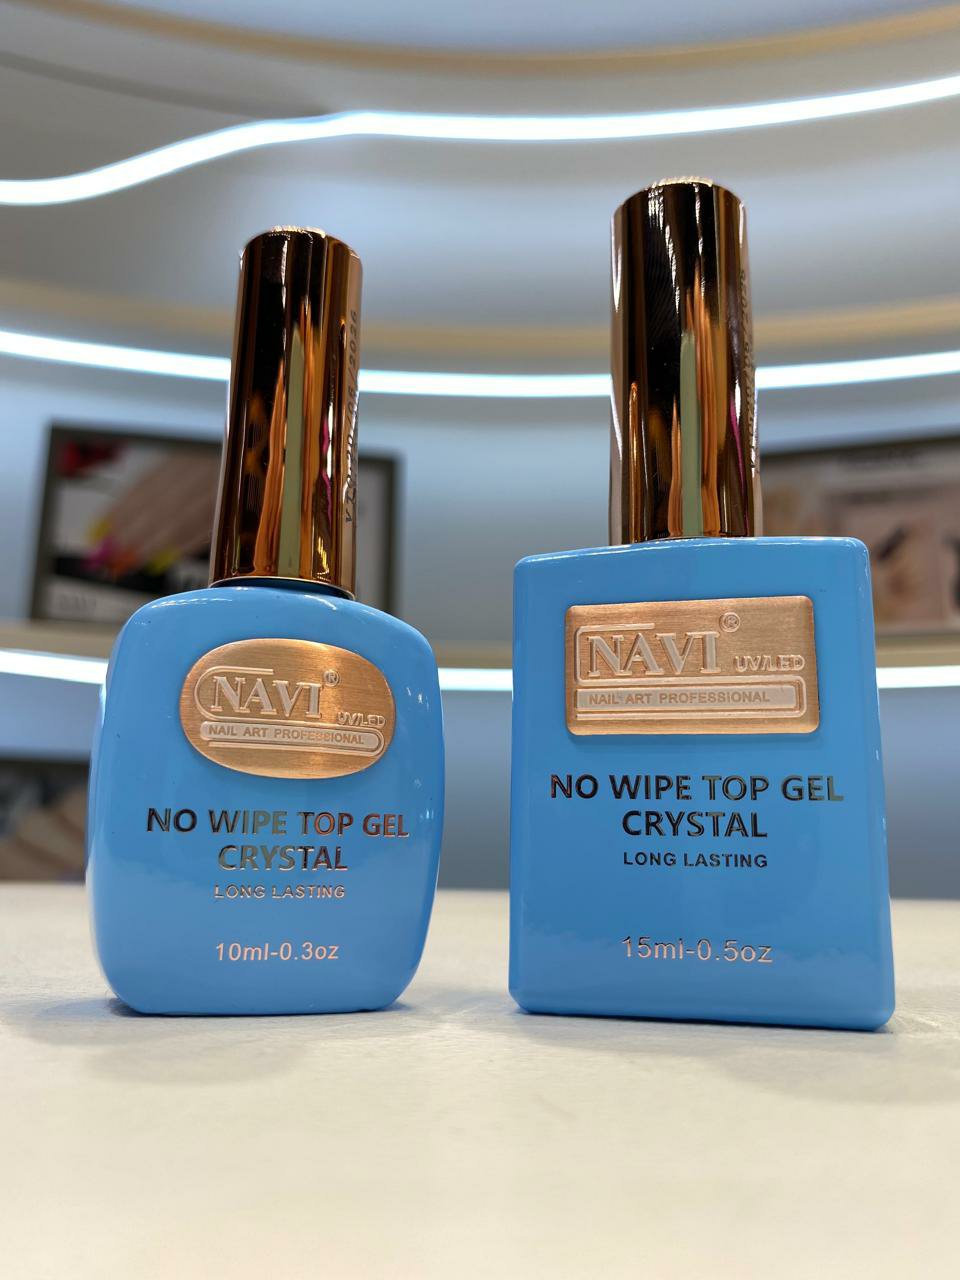 NAVI®
UV/LED
NAIL ART PROFESSIONAL
NO WIPE TOP GEL
CRYSTAL
LONG LASTING
10ml-0.3oz
NAVI®
UV/LED
NAIL ART PROFESSIONAL
NO WIPE TOP GEL
CRYSTAL
LONG LASTING
15ml-0.5oz